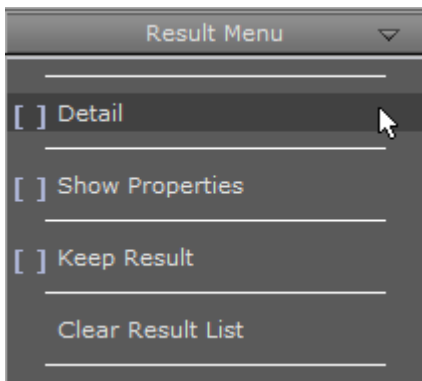 Result Menu
[ ] Detail
[ ] Show Properties
[ ] Keep Result
Clear Result List